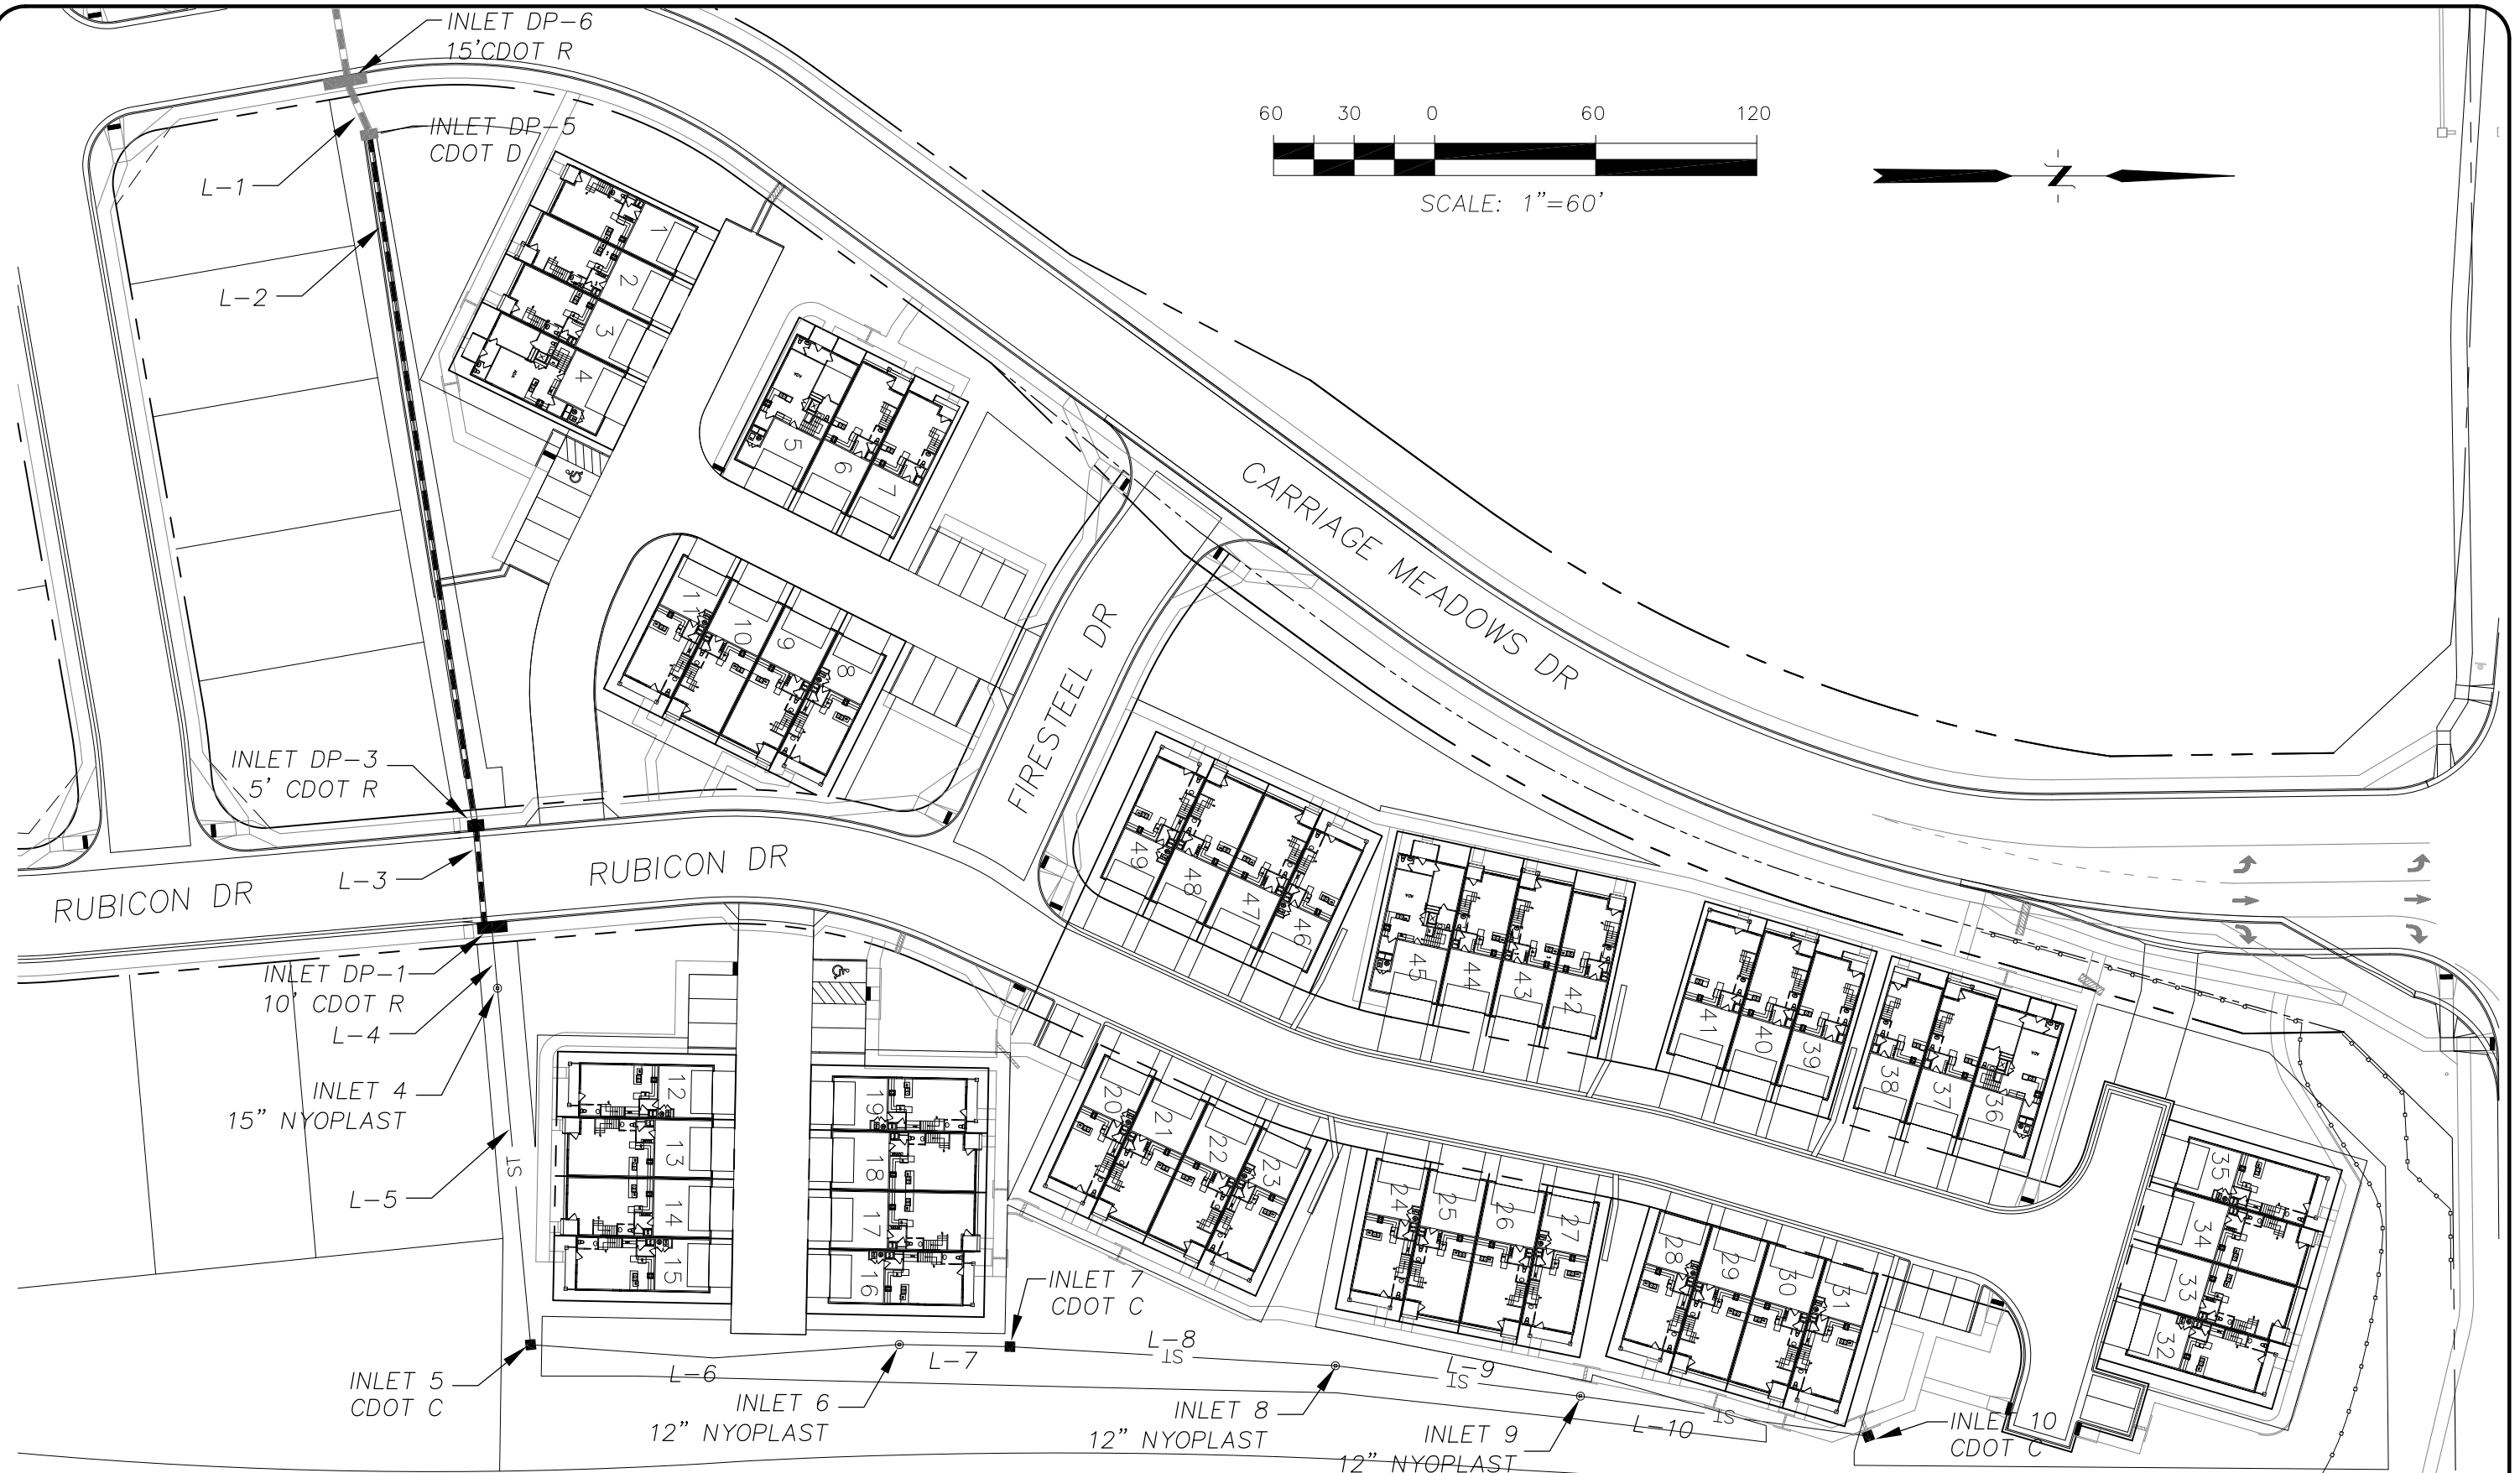 INLET DP-6
15'CDOT R
INLET DP-5
CDOT D
L-1
L-2
60 30 0 60 120
SCALE: 1"=60'
N
CARRIAGE MEADOWS DR
FIRESTEEL DR
1
2
3
4
5
6
7
11
10
9
8
INLET DP-3
5' CDOT R
L-3
RUBICON DR
RUBICON DR
INLET DP-1
10' CDOT R
L-4
INLET 4
15" NYOPLAST
L-5
ST
49
48
47
46
45
44
43
42
41
40
39
38
37
36
12
13
14
15
19
18
17
16
20
21
22
23
24
25
26
27
28
29
30
31
35
34
33
32
INLET 5
CDOT C
L-6
INLET 6
12" NYOPLAST
L-7
INLET 7
CDOT C
L-8
ST
INLET 8
12" NYOPLAST
L-9
ST
INLET 9
12" NYOPLAST
L-10
ST
INLET 10
CDOT C